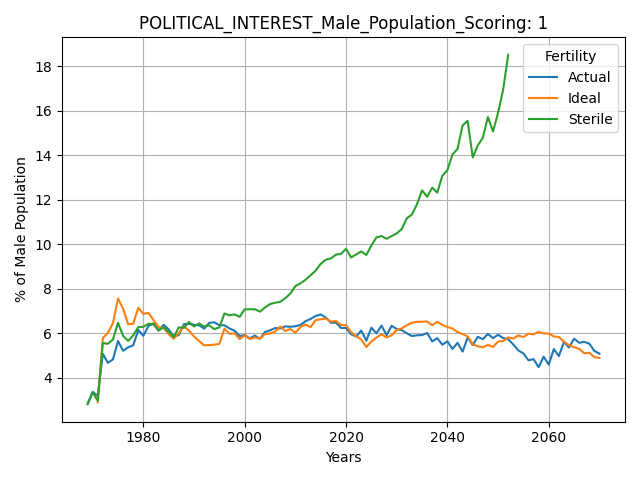 POLITICAL_INTEREST_Male_Population_Scoring: 1
Fertility
Actual
Ideal
Sterile
% of Male Population
18
16
14
12
10
8
6
4
1980 2000 2020 2040 2060
Years